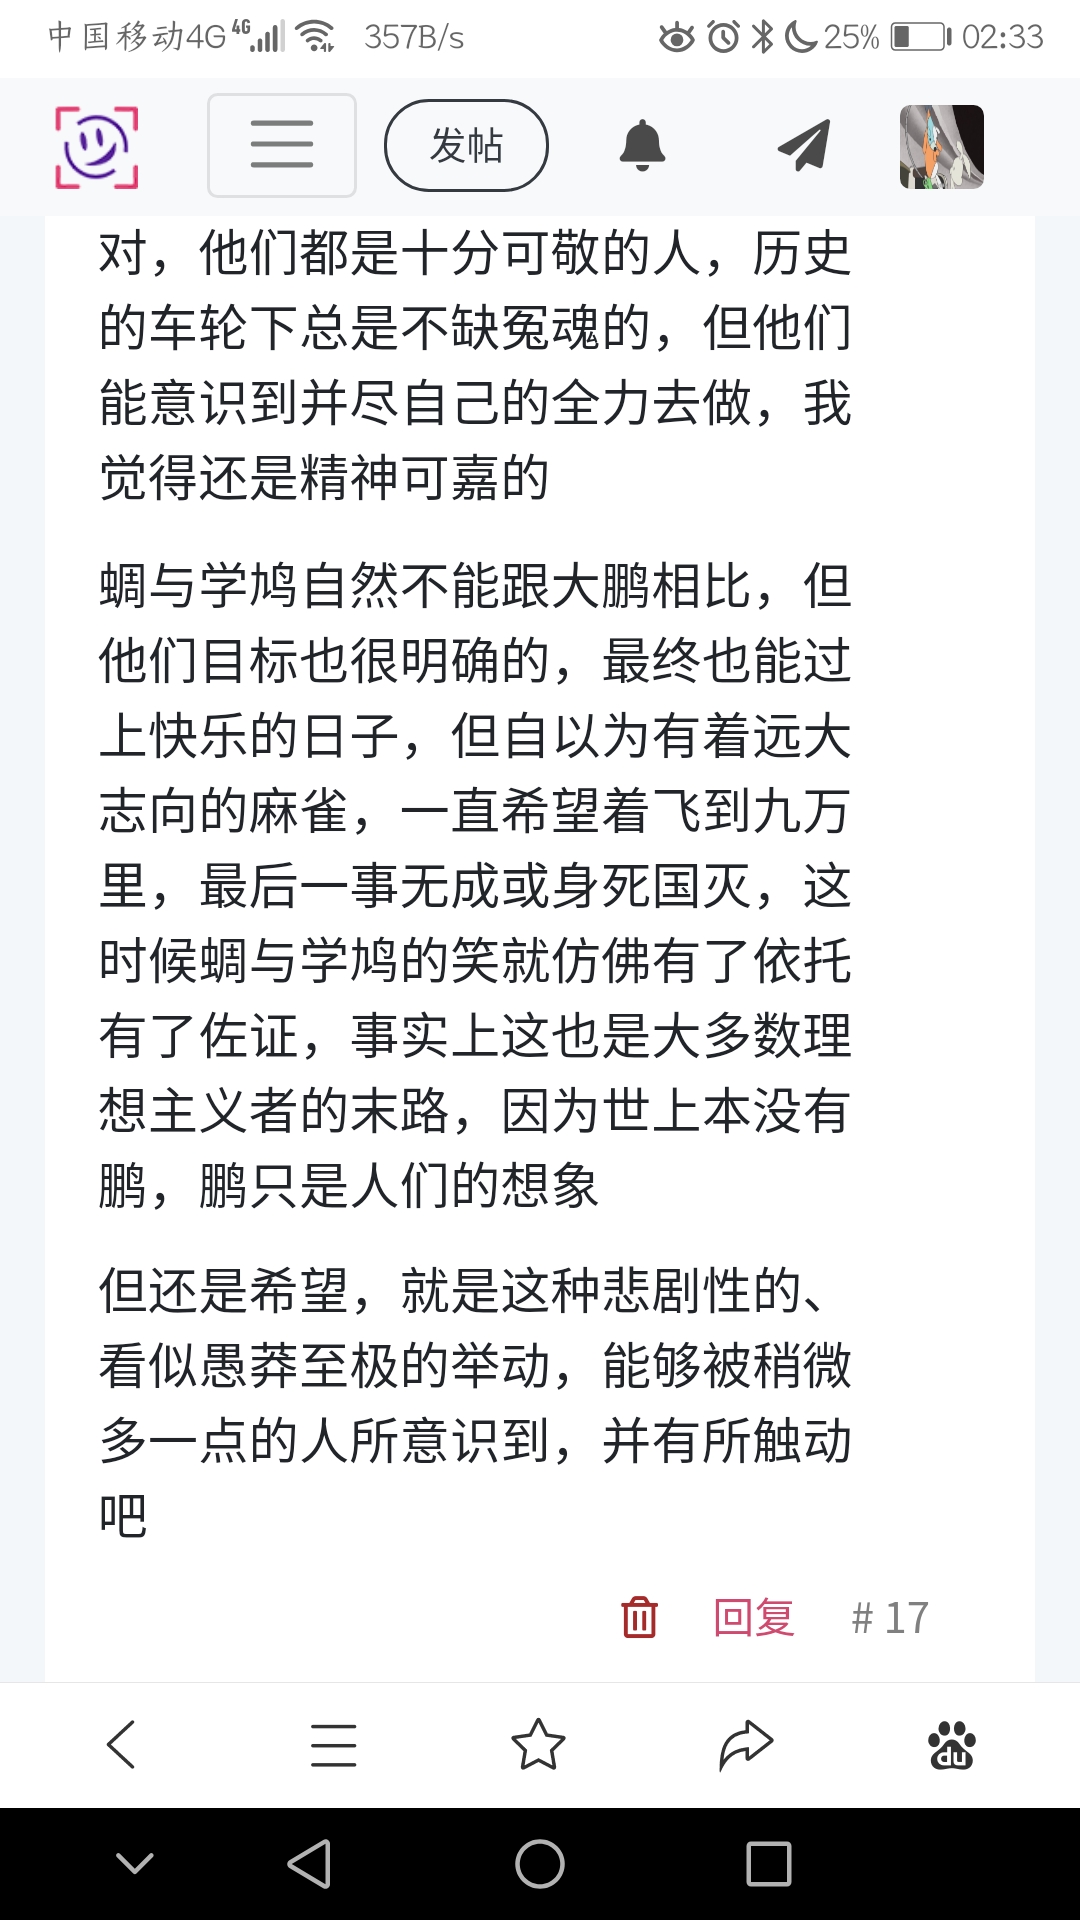 中国移动4G 4G 357B/s 25% 02:33
发帖
对，他们都是十分可敬的人，历史
的车轮下总是不缺冤魂的，但他们
能意识到并尽自己的全力去做，我
觉得还是精神可嘉的
蜩与学鸠自然不能跟大鹏相比，但
他们目标也很明确的，最终也能过
上快乐的日子，但自以为有着远大
志向的麻雀，一直希望着飞到九万
里，最后一事无成或身死国灭，这
时候蜩与学鸠的笑就仿佛有了依托
有了佐证，事实上这也是大多数理
想主义者的末路，因为世上本没有
鹏，鹏只是人们的想象
但还是希望，就是这种悲剧性的、
看似愚莽至极的举动，能够被稍微
多一点的人所意识到，并有所触动
吧
回复 # 17
du